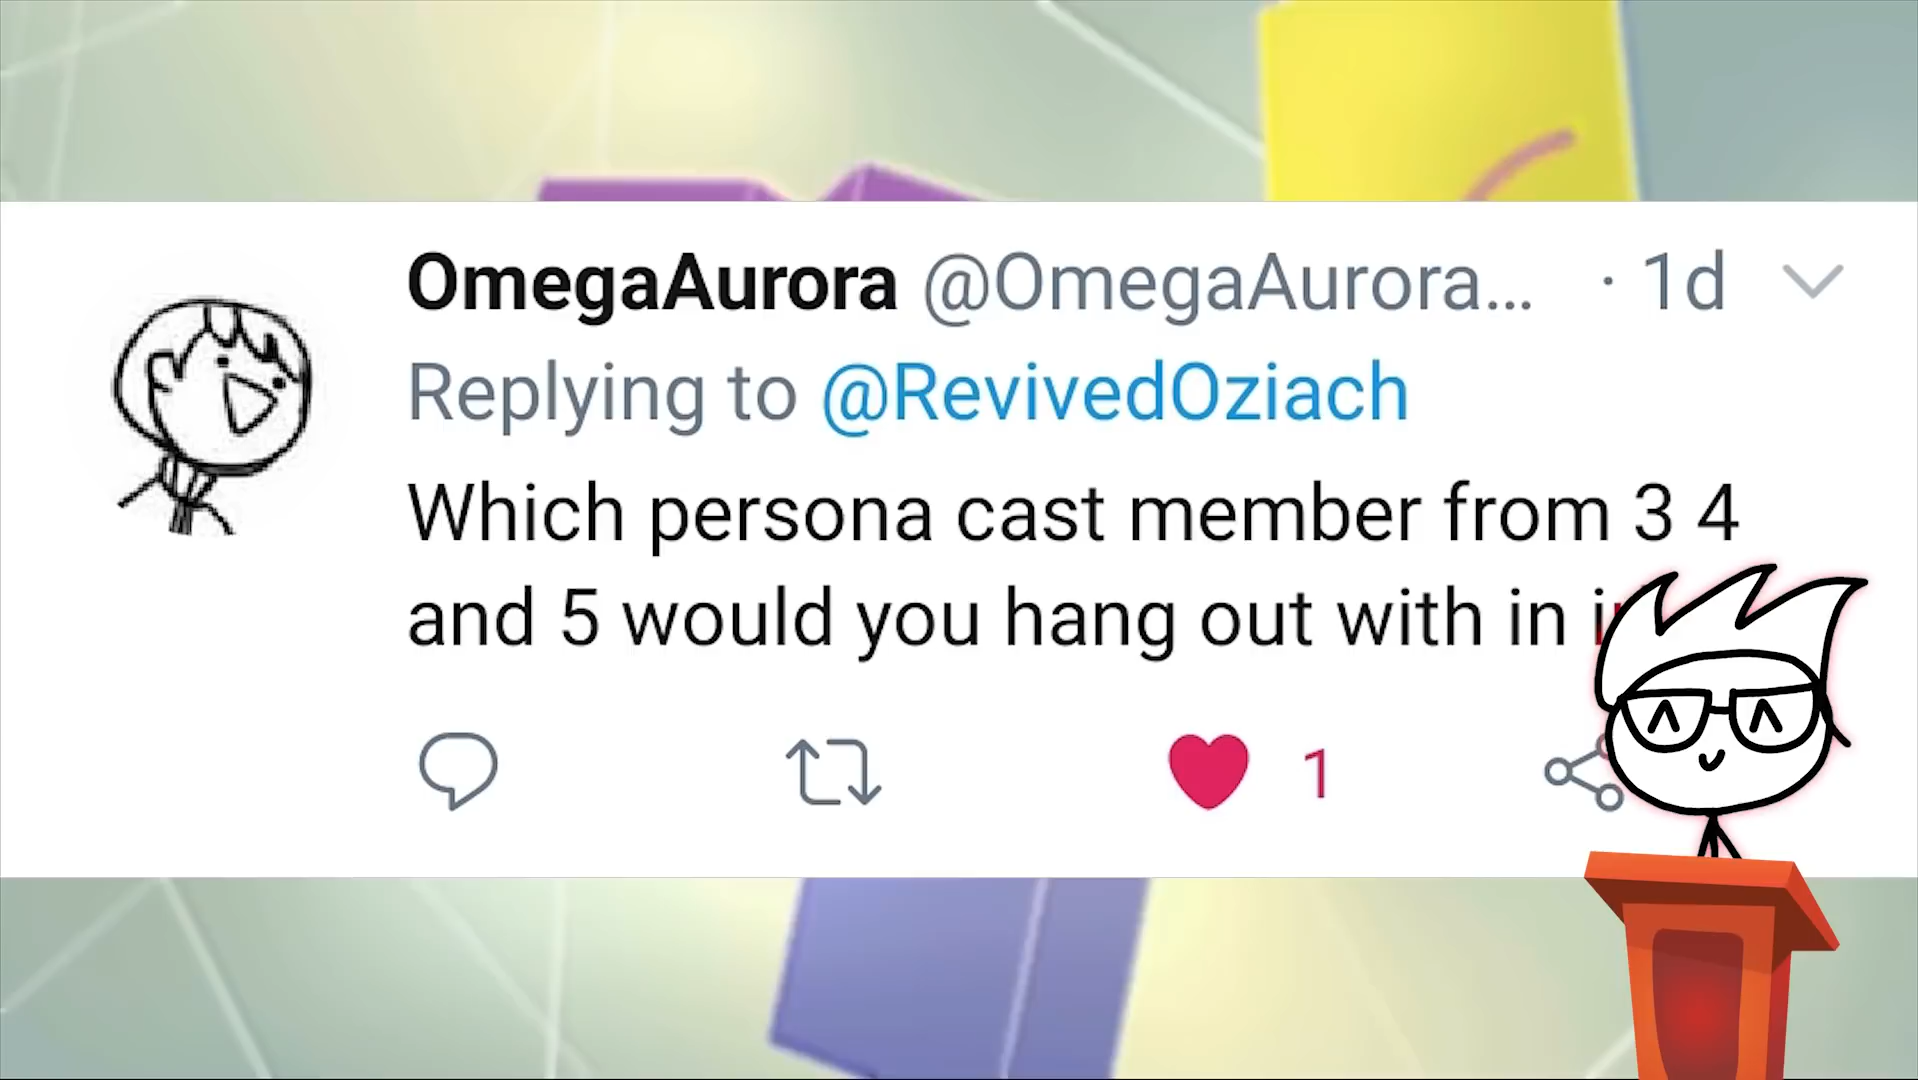 OmegaAurora @OmegaAurora... · 1d
Replying to @RevivedOziach
Which persona cast member from 3 4
and 5 would you hang out with in
1